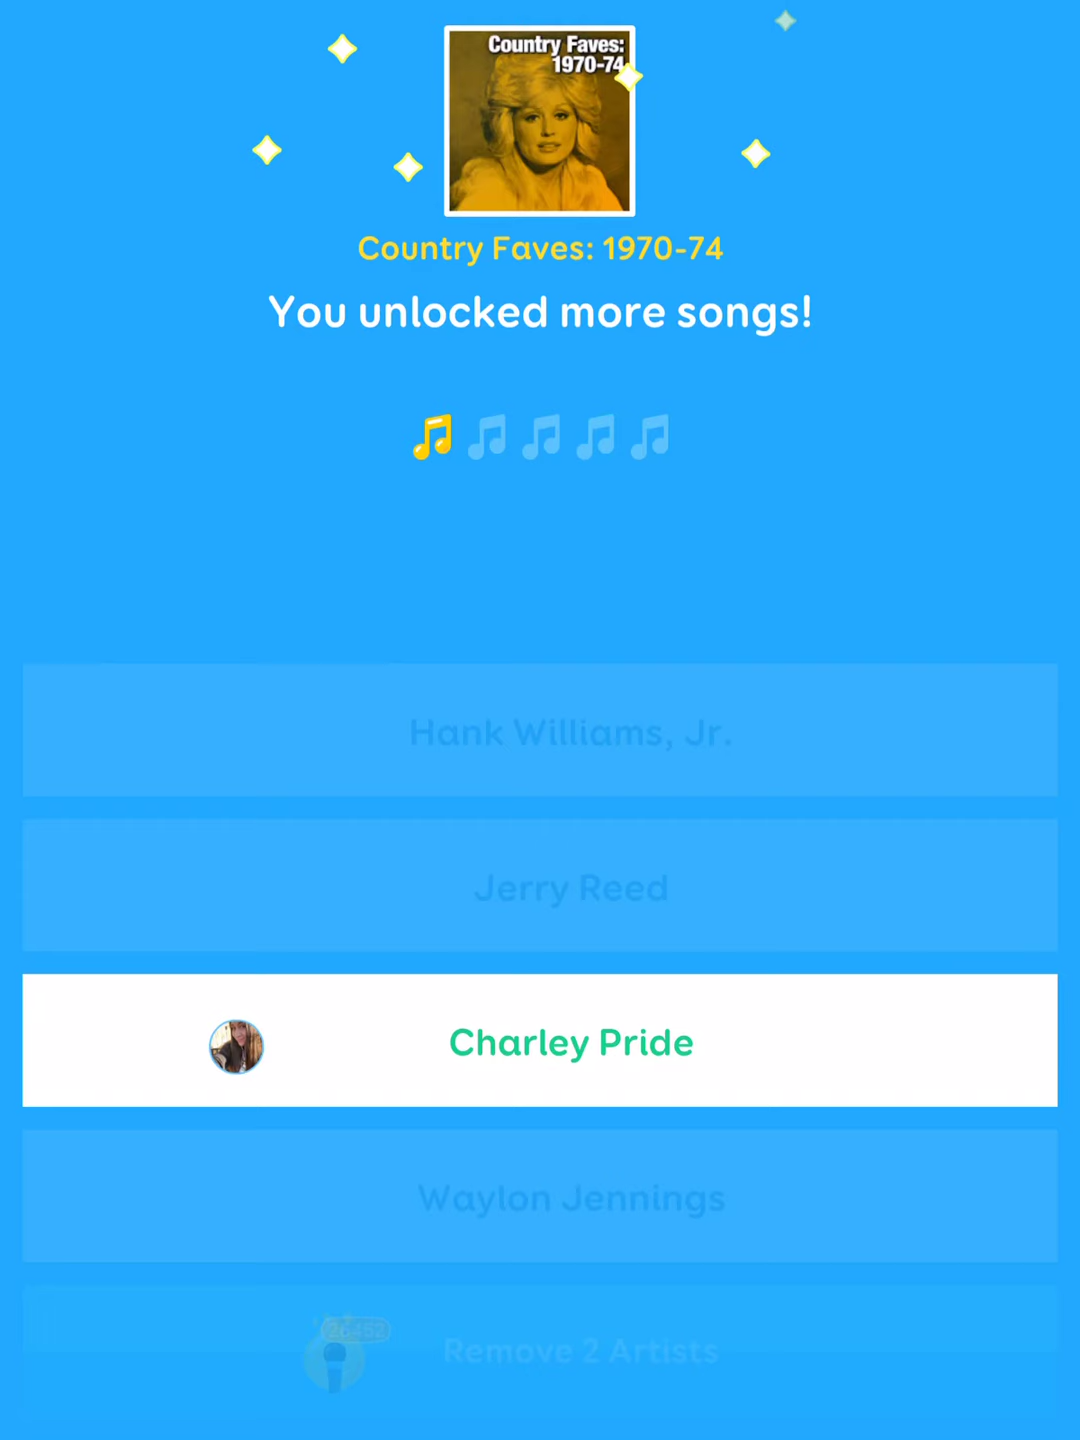 Country Faves:
1970-74
Country Faves: 1970-74
You unlocked more songs!
Hank Williams, Jr.
Jerry Reed
Charley Pride
Waylon Jennings
Remove 2 Artists